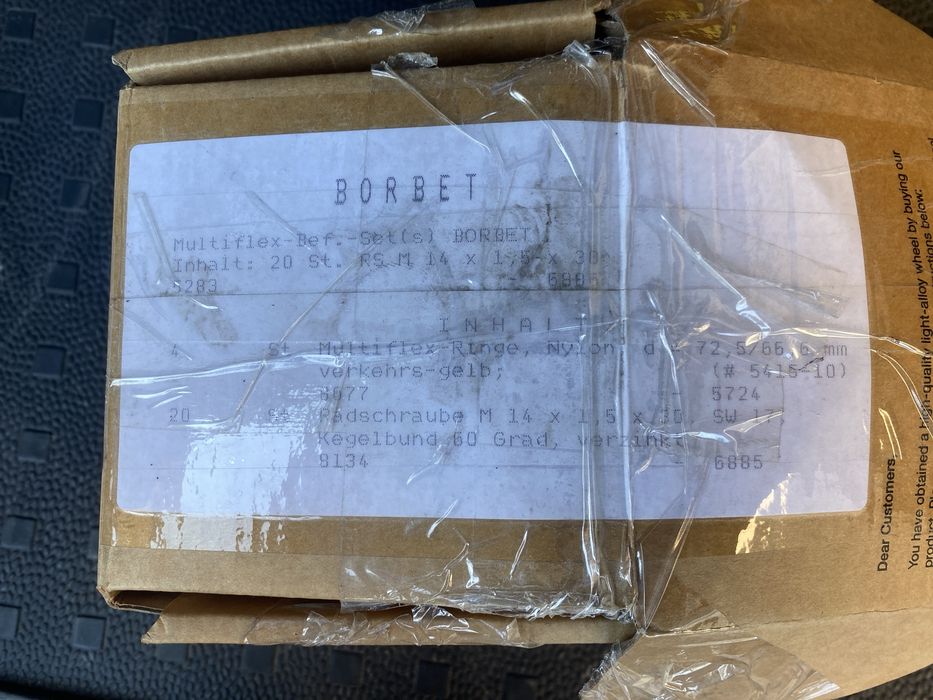 BORBET
Multiflex-Bef.-Set(s) BORBET
Inhalt: 20 St. RS M 14 x 1,5 x 30
5283 - 6885
INHALT
4 St Multiflex-Ringe, Nylon, d = 72,5/66,6 mm
verkehrs-gelb; (# 5415-10)
8077 - 5724
20 St Radschraube M 14 x 1,5 x 30 SW 17,
Kegelbund 60 Grad, verzinkt
8134 - 6885
Dear Customers
You have obtained a high-quality light-alloy wheel by buying our
product.
below: